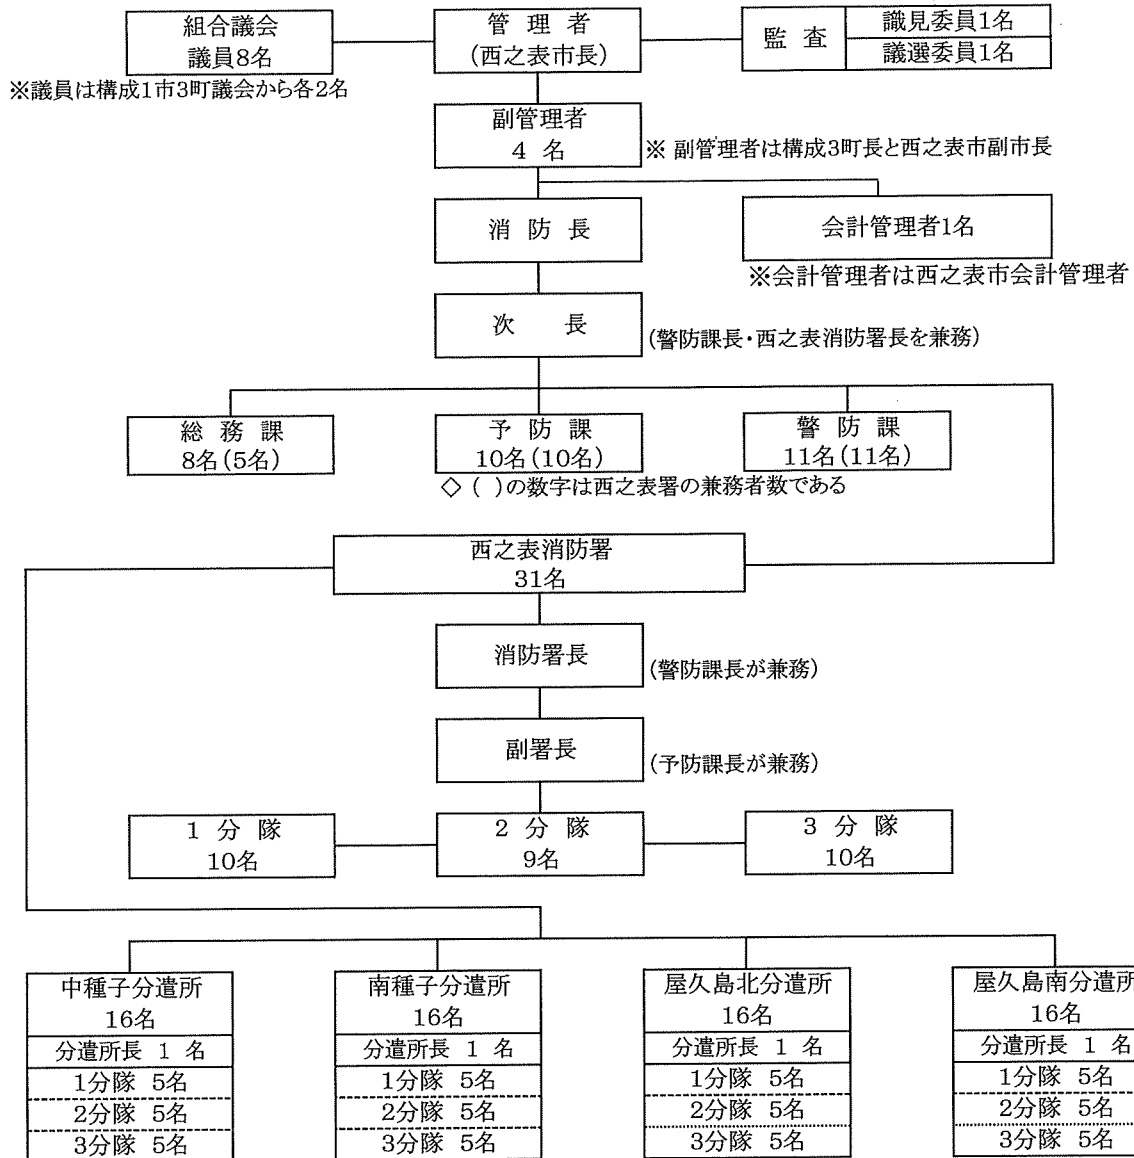 組合議会
議員8名
※議員は構成1市3町議会から各2名
管 理 者
(西之表市長)
監 査
識見委員1名
議選委員1名
副管理者
4 名
※ 副管理者は構成3町長と西之表市副市長
消 防 長
会計管理者1名
※会計管理者は西之表市会計管理者
次 長
(警防課長・西之表消防署長を兼務)
総 務 課
8名(5名)
予 防 課
10名(10名)
警 防 課
11名(11名)
◇ ( )の数字は西之表署の兼務者数である
西之表消防署
31名
消防署長
(警防課長が兼務)
副署長
(予防課長が兼務)
1 分 隊
10名
2 分 隊
9名
3 分 隊
10名
中種子分遣所
16名
分遣所長 1 名
1分隊 5名
2分隊 5名
3分隊 5名
南種子分遣所
16名
分遣所長 1 名
1分隊 5名
2分隊 5名
3分隊 5名
屋久島北分遣所
16名
分遣所長 1 名
1分隊 5名
2分隊 5名
3分隊 5名
屋久島南分遣所
16名
分遣所長 1 名
1分隊 5名
2分隊 5名
3分隊 5名